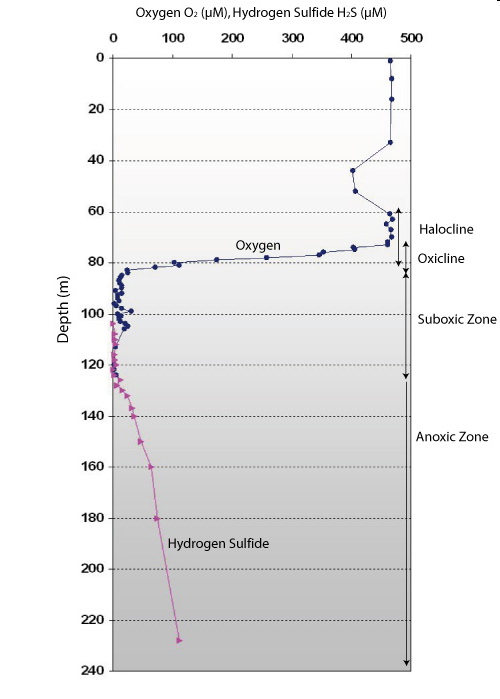 Oxygen O₂ (µM), Hydrogen Sulfide H₂S (µM)
0 100 200 300 400 500
0
20
40
60
80
100
120
140
160
180
200
220
240
Depth (m)
Oxygen
Halocline
Oxicline
Suboxic Zone
Anoxic Zone
Hydrogen Sulfide